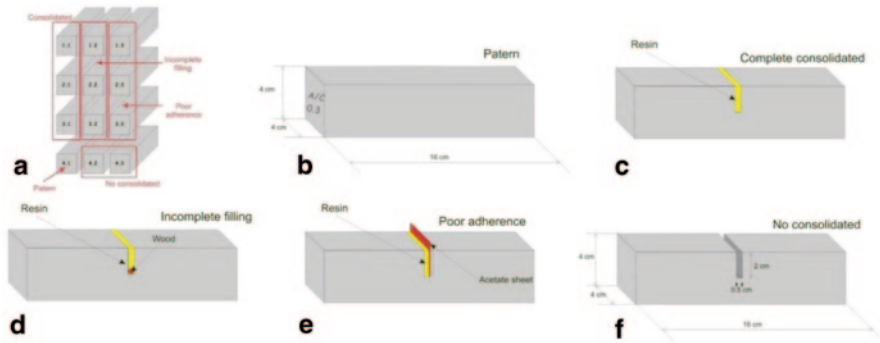 Consolidated
1.1 1.2 1.3
Incomplete
filling
2.1 2.2 2.3
Poor
adherence
3.1 3.2 3.3
4.1 4.2 4.3
Patern
No consolidated
a
Patern
4 cm
A/C
0.3
4 cm
16 cm
b
Complete consolidated
Resin
c
Incomplete filling
Resin
Wood
d
Poor adherence
Resin
Acetate sheet
e
No consolidated
4 cm
2 cm
0.5 cm
4 cm
16 cm
f